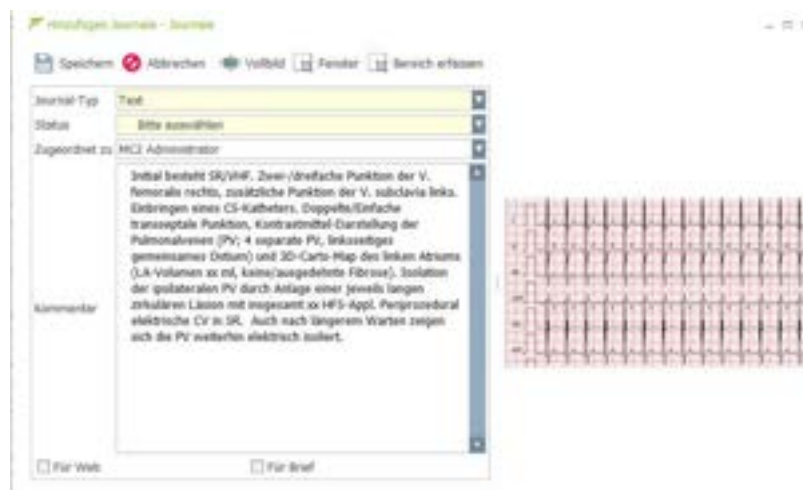 Hinzufügen Journale - Journale
Speichern Abbrechen Vollbild Fenster Bereich erfassen
Journal-Typ Text
Status Bitte auswählen
Zugeordnet zu MC2 Administrator
Kommentar
Initial besteht SR/VHF. Zwei-/dreifache Punktion der V.
femoralis rechts, zusätzliche Punktion der V. subclavia links.
Einbringen eines CS-Katheters. Doppelte/Einfache
transseptale Punktion, Kontrastmittel-Darstellung der
Pulmonalvenen (PV; 4 separate PV, linksseitiges
gemeinsames Ostium) und 3D-Carto-Map des linken Atriums
(LA-Volumen xx ml, keine/ausgedehnte Fibrose). Isolation
der ipsilateralen PV durch Anlage einer jeweils langen
zirkulären Läsion mit insgesamt xx HFS-Appl. Periprozedural
elektrische CV in SR. Auch nach längerem Warten zeigen
sich die PV weiterhin elektrisch isoliert.
Für Web Für Brief